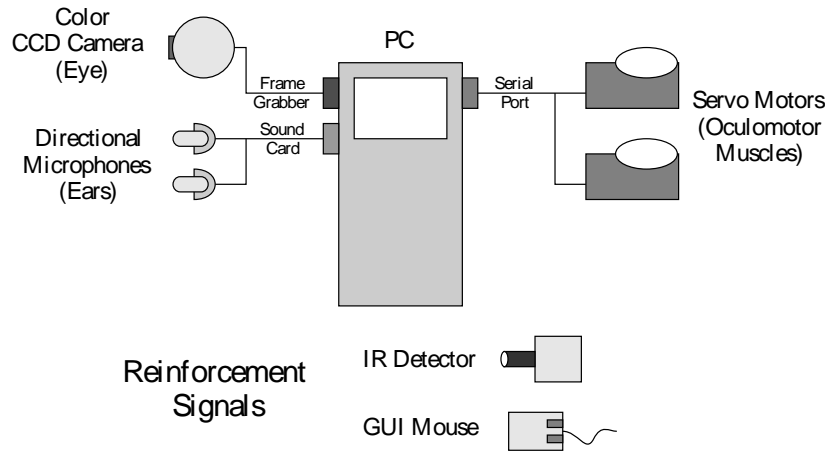 Color
CCD Camera
(Eye)
PC
Frame
Grabber
Serial
Port
Servo Motors
(Oculomotor
Muscles)
Directional
Microphones
(Ears)
Sound
Card
Reinforcement
Signals
IR Detector
GUI Mouse